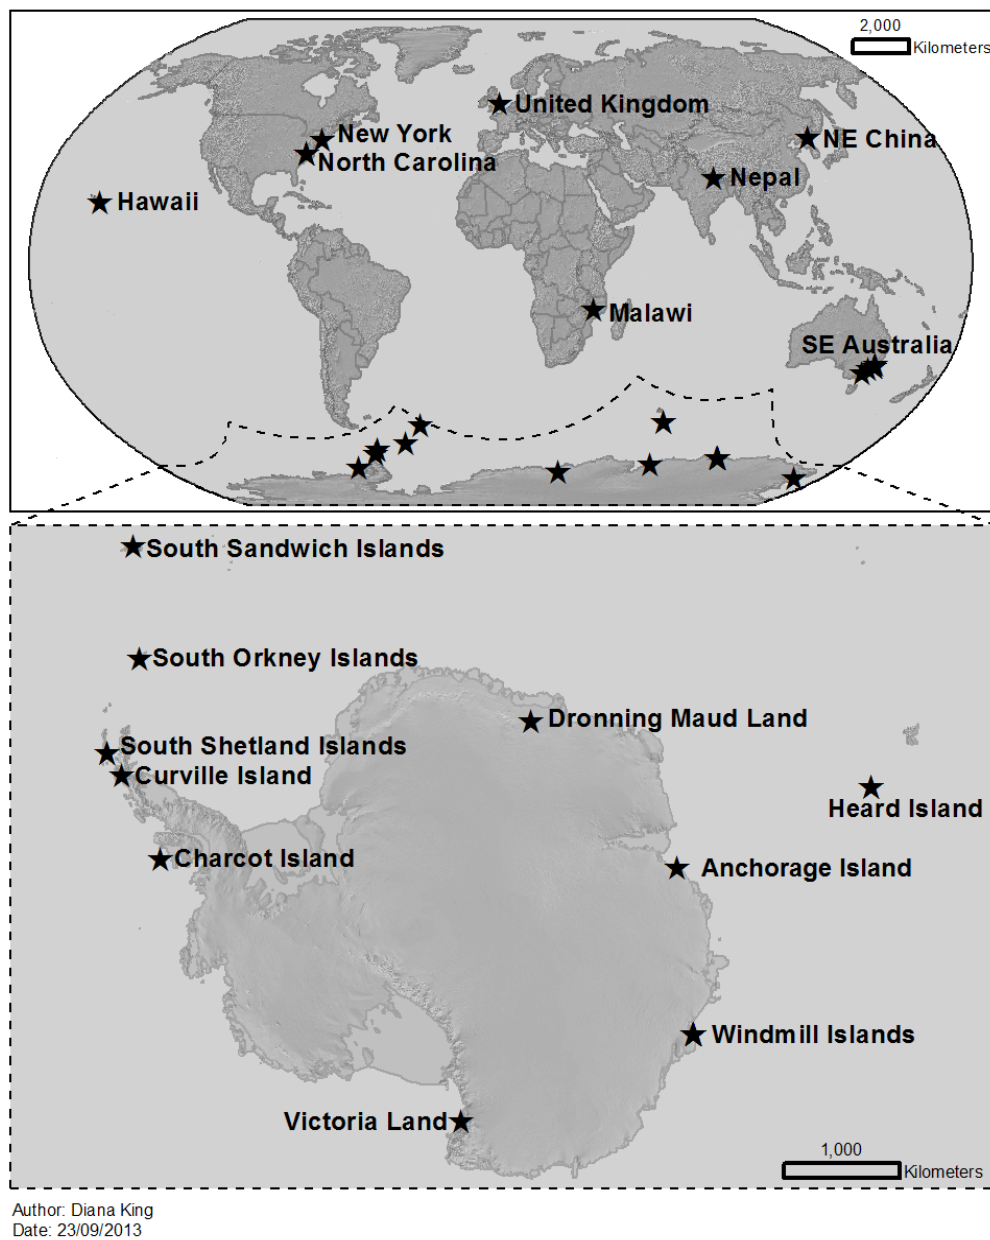 2,000
Kilometers
United Kingdom
New York
NE China
North Carolina
Nepal
Hawaii
Malawi
SE Australia
South Sandwich Islands
South Orkney Islands
Dronning Maud Land
South Shetland Islands
Curville Island
Heard Island
Charcot Island
Anchorage Island
Windmill Islands
Victoria Land
1,000
Kilometers
Author: Diana King
Date: 23/09/2013